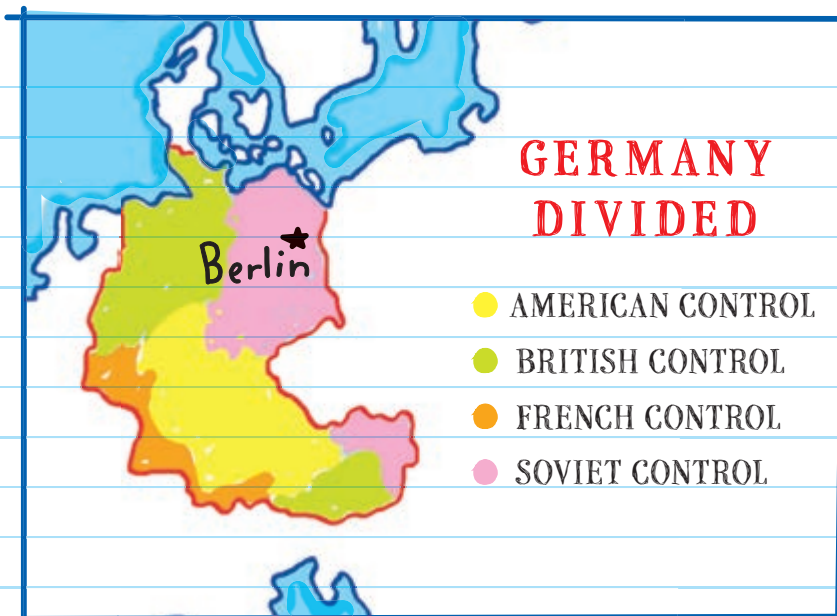 GERMANY
DIVIDED
Berlin
AMERICAN CONTROL
BRITISH CONTROL
FRENCH CONTROL
SOVIET CONTROL